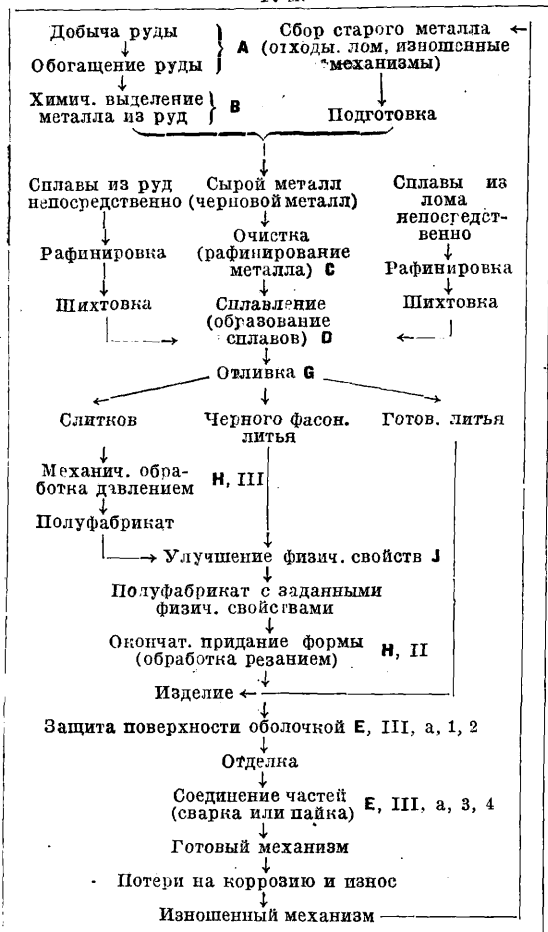 Добыча руды
Обогащение руды
A
Сбор старого металла
(отходы. лом, изношенные
механизмы)
Химич. выделение
металла из руд
B
Подготовка
Сплавы из руд
непосредственно
Рафинировка
Шихтовка
Сырой металл
(черновой металл)
Очистка
(рафинирование
металла) C
Сплавление
(образование
сплавов) D
Сплавы из
лома
непосредст-
венно
Рафинировка
Шихтовка
Отливка G
Слитков
Черного фасон.
литья
Готов. литья
Механич. обра-
ботка давлением
H, III
Полуфабрикат
Улучшение физич. свойств J
Полуфабрикат с заданными
физич. свойствами
Окончат. придание формы
(обработка резанием)
H, II
Изделие
Защита поверхности оболочкой E, III, а, 1, 2
Отделка
Соединение частей
(сварка или пайка)
E, III, а, 3, 4
Готовый механизм
Потери на коррозию и износ
Изношенный механизм